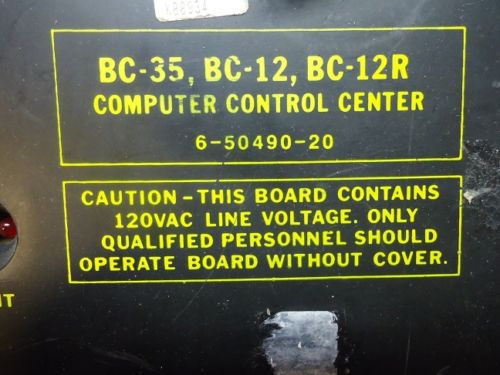 BC-35, BC-12, BC-12R
COMPUTER CONTROL CENTER
6-50490-20
CAUTION - THIS BOARD CONTAINS
120VAC LINE VOLTAGE. ONLY
QUALIFIED PERSONNEL SHOULD
OPERATE BOARD WITHOUT COVER.